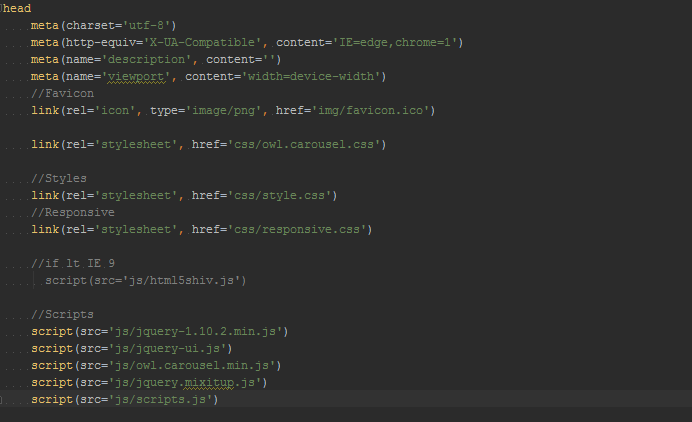 head
meta(charset='utf-8')
meta(http-equiv='X-UA-Compatible', content='IE=edge,chrome=1')
meta(name='description', content='')
meta(name='viewport', content='width=device-width')
//Favicon
link(rel='icon', type='image/png', href='img/favicon.ico')
link(rel='stylesheet', href='css/owl.carousel.css')
//Styles
link(rel='stylesheet', href='css/style.css')
//Responsive
link(rel='stylesheet', href='css/responsive.css')
//if lt IE 9
script(src='js/html5shiv.js')
//Scripts
script(src='js/jquery-1.10.2.min.js')
script(src='js/jquery-ui.js')
script(src='js/owl.carousel.min.js')
script(src='js/jquery.mixitup.js')
script(src='js/scripts.js')